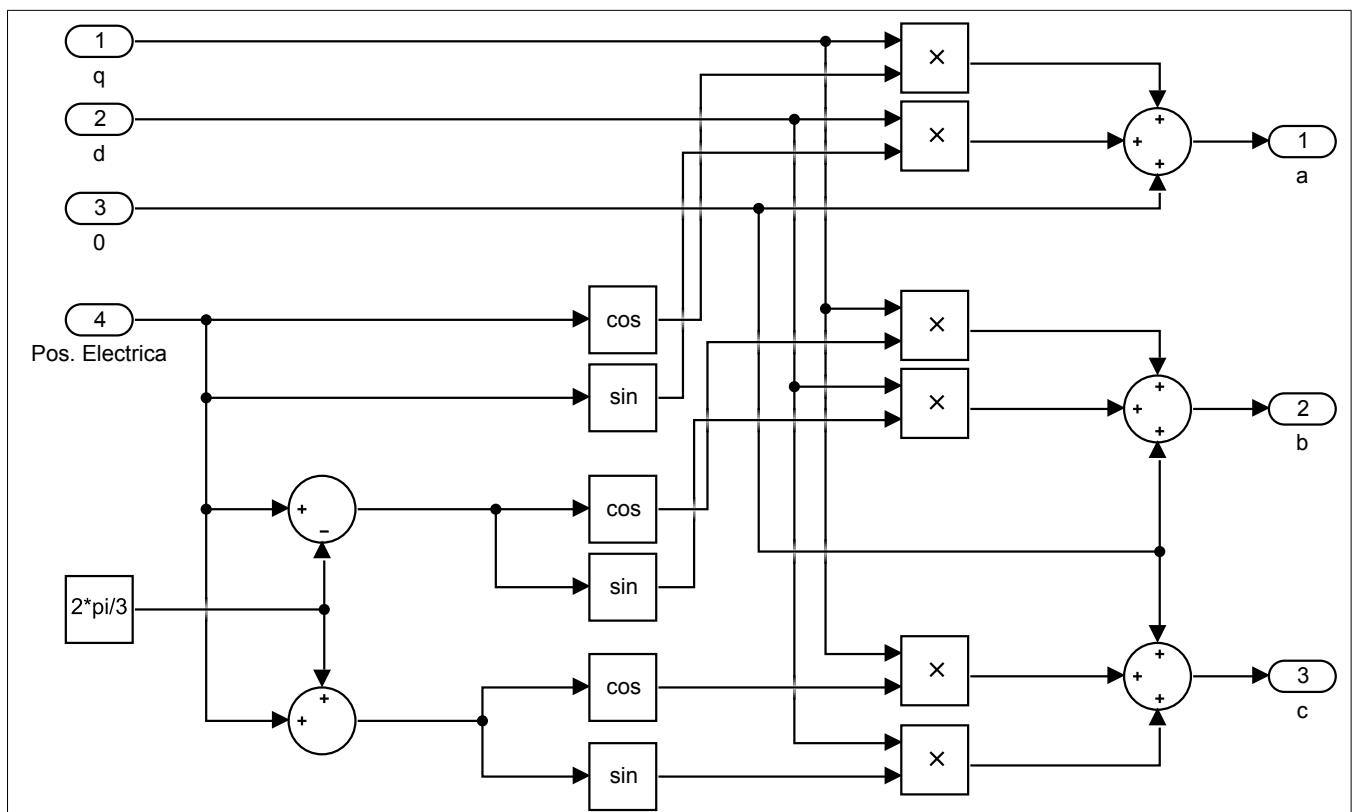 1
q
×
2
d
×
+
+
+
1
a
3
0
4
Pos. Electrica
cos
sin
×
×
+
+
+
2
b
+
−
cos
sin
2*pi/3
+
+
cos
sin
×
×
+
+
+
3
c